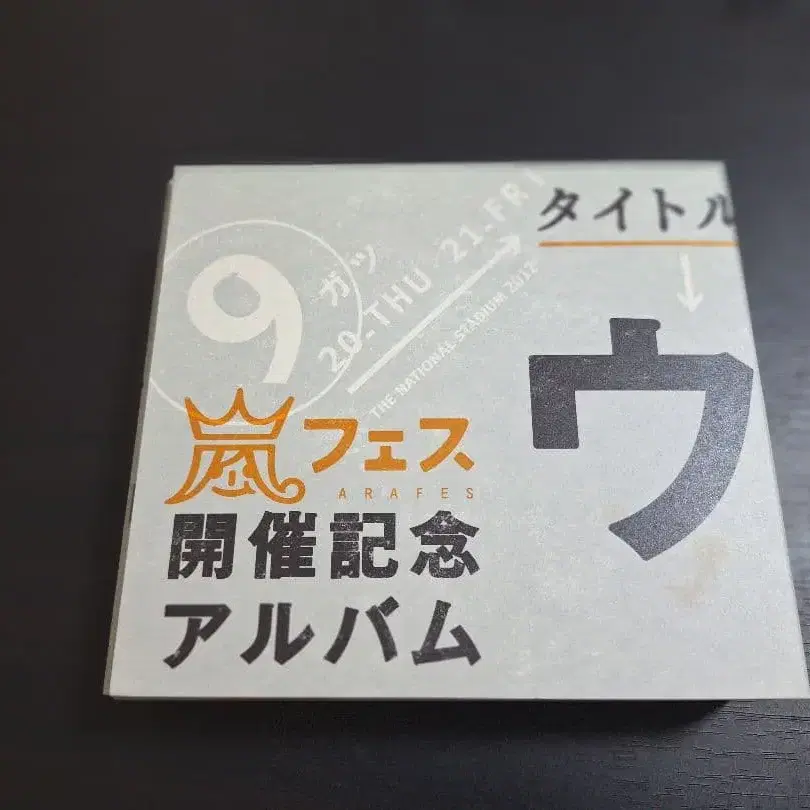 9
ガツ
20-THU 21-FRI
THE NATIONAL STADIUM 2012
タイトル
ウ
嵐フェス
ARAFES
開催記念
アルバム